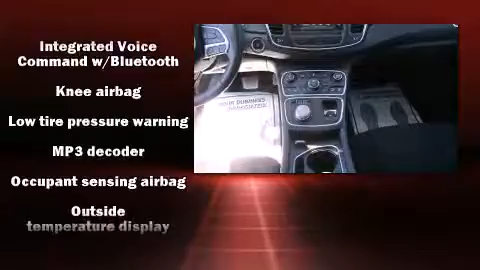 Integrated Voice
Command w/Bluetooth
Knee airbag
Low tire pressure warning
MP3 decoder
Occupant sensing airbag
Outside
temperature display